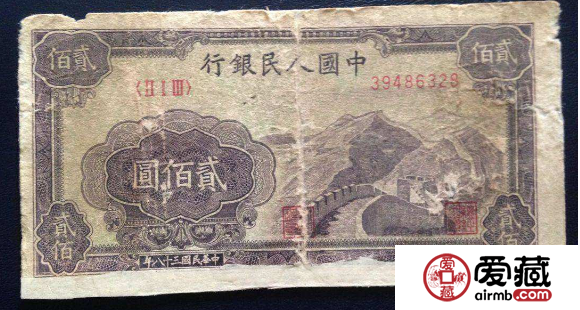 貳佰
貳佰
中國人民銀行
〈II I III〉
39486328
貳佰圓
貳佰
貳佰
中華民國三十八年
爱藏
airmb.com